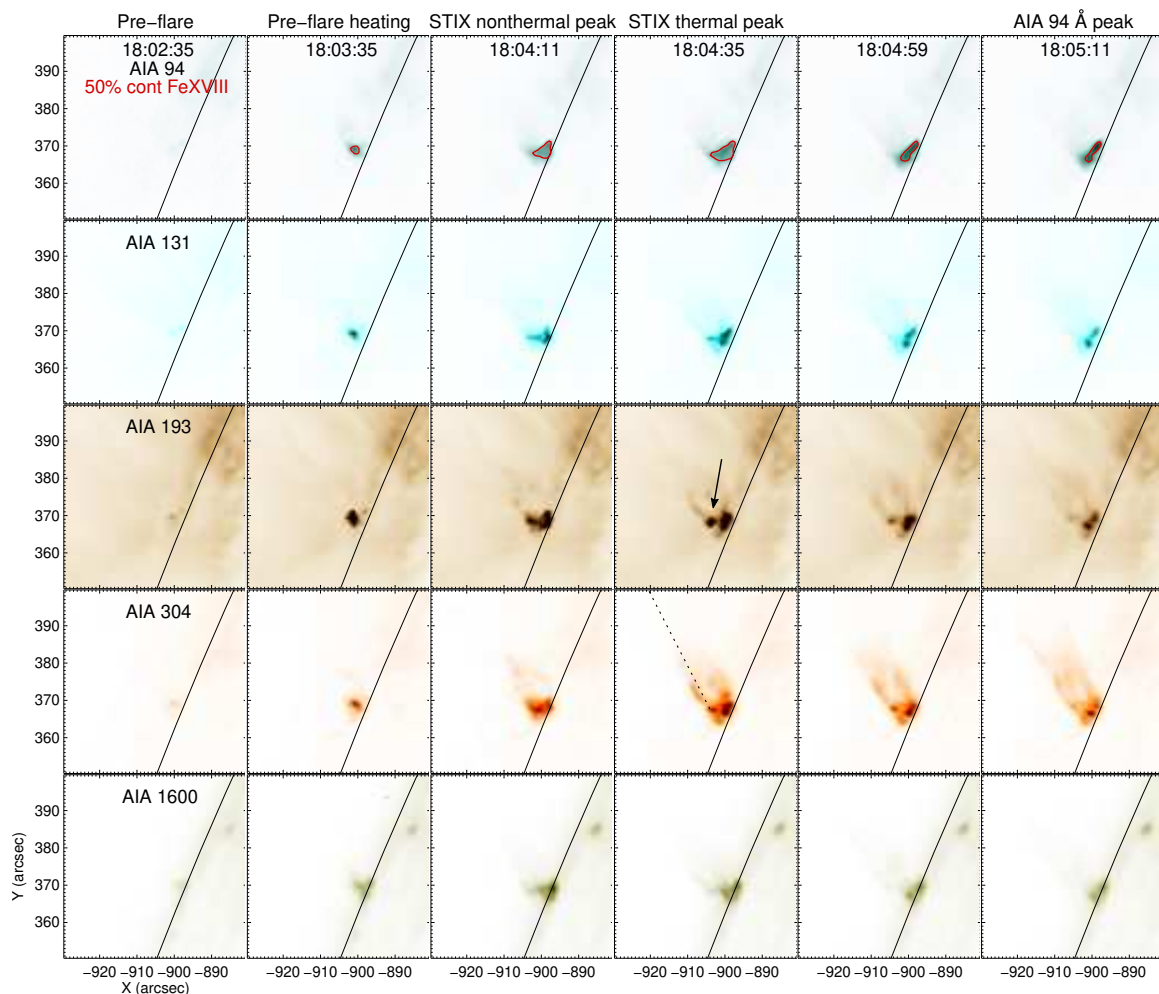 Pre−flare Pre−flare heating STIX nonthermal peak STIX thermal peak AIA 94 Å peak
18:02:35 18:03:35 18:04:11 18:04:35 18:04:59 18:05:11
AIA 94
50% cont FeXVIII
390
380
370
360
AIA 131
390
380
370
360
AIA 193
390
380
370
360
AIA 304
390
380
370
360
AIA 1600
390
380
370
360
Y (arcsec)
−920 −910 −900 −890 −920 −910 −900 −890 −920 −910 −900 −890 −920 −910 −900 −890 −920 −910 −900 −890 −920 −910 −900 −890
X (arcsec)